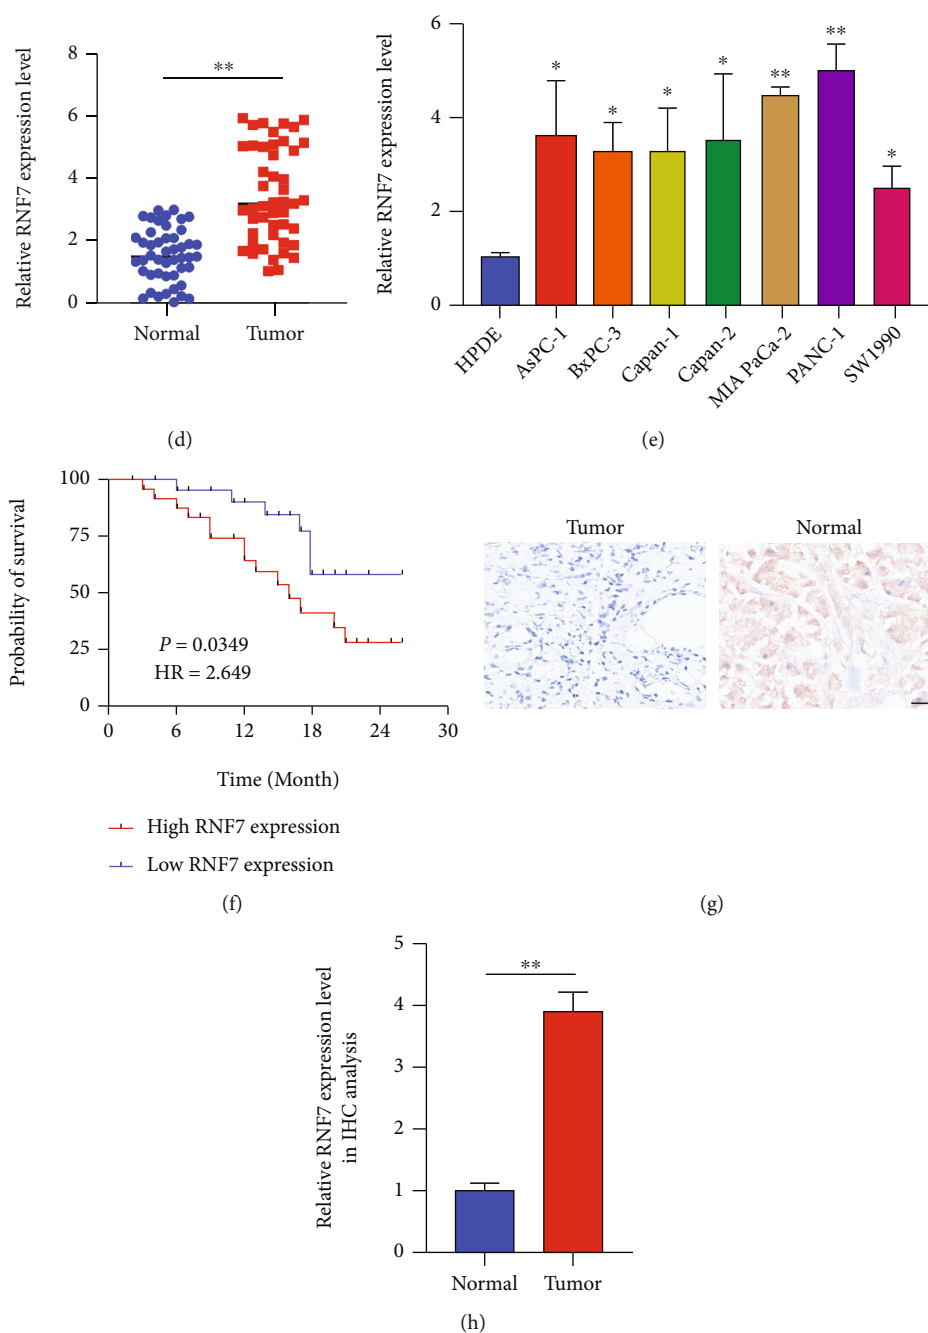 Relative RNF7 expression level
8
6
4
2
0
**
Normal
Tumor
(d)
Relative RNF7 expression level
6
4
2
0
*
*
*
*
**
**
*
HPDE
AsPC-1
BxPC-3
Capan-1
Capan-2
MIA PaCa-2
PANC-1
SW1990
(e)
Probability of survival
100
75
50
25
0
P = 0.0349
HR = 2.649
0
6
12
18
24
30
Time (Month)
High RNF7 expression
Low RNF7 expression
(f)
Tumor
Normal
(g)
Relative RNF7 expression level
in IHC analysis
5
4
3
2
1
0
**
Normal
Tumor
(h)